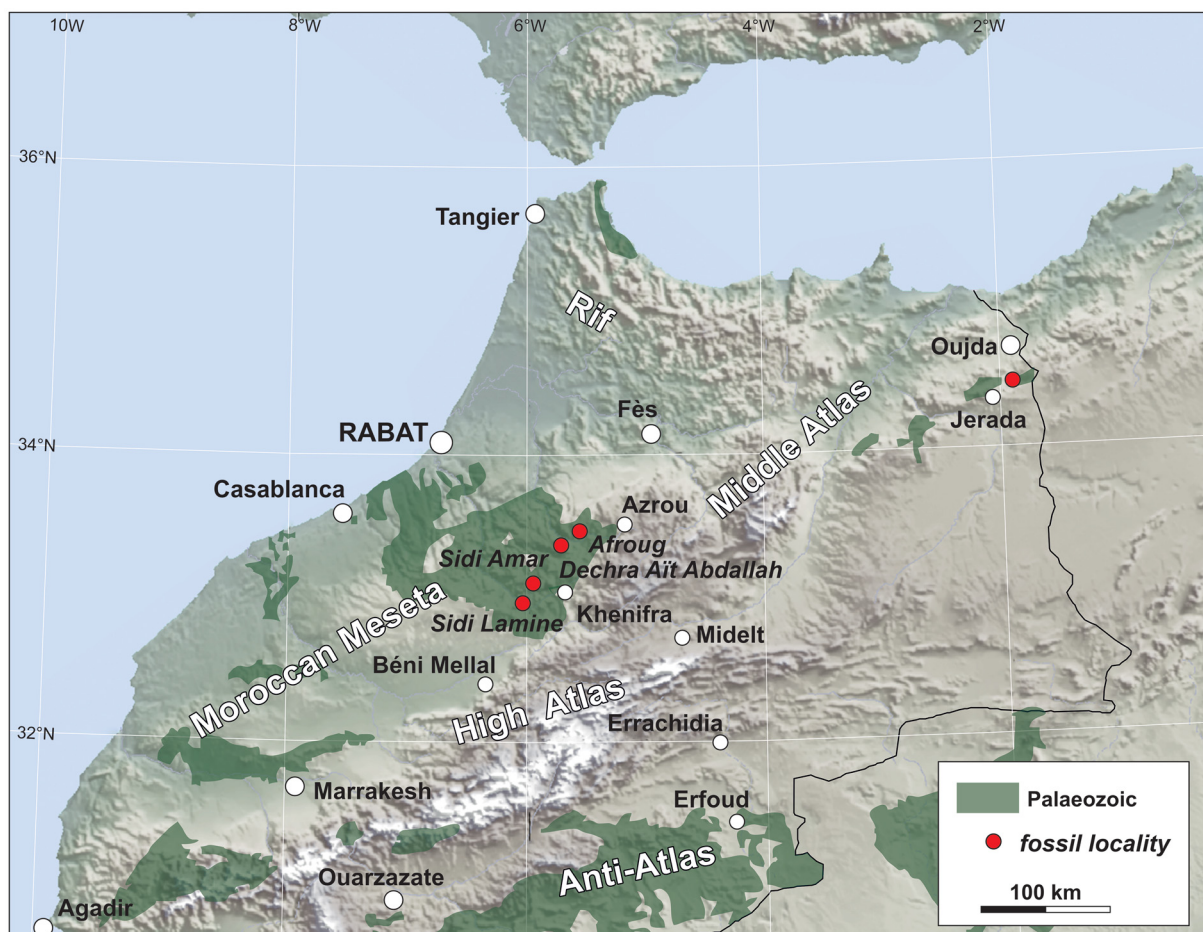 10°W
8°W
6°W
4°W
2°W
36°N
Tangier
Rif
Oujda
Jerada
Fès
Middle Atlas
34°N
RABAT
Casablanca
Azrou
Afroug
Sidi Amar
Dechra Aït Abdallah
Khenifra
Sidi Lamine
Moroccan Meseta
Midelt
Béni Mellal
High Atlas
Errachidia
32°N
Marrakesh
Erfoud
Anti-Atlas
Ouarzazate
Agadir
Palaeozoic
fossil locality
100 km